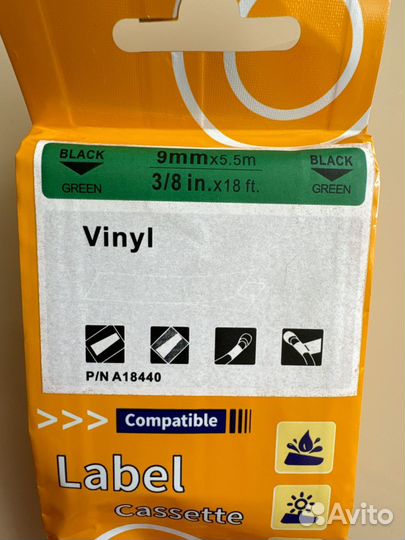 BLACK
GREEN
9mmx5.5m
3/8 in.x18 ft.
BLACK
GREEN
Vinyl
P/N A18440
>>> Compatible
Label
Cassette
Avito